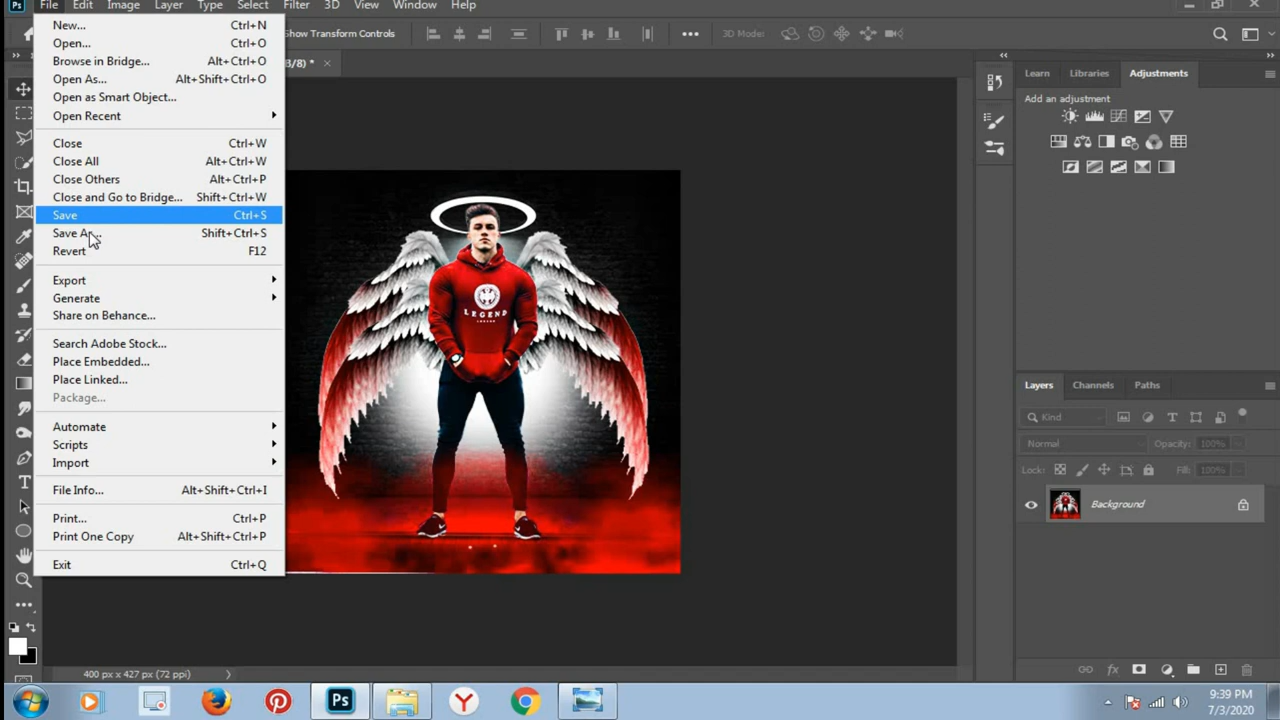 Ps File Edit Image Layer Type Select Filter 3D View Window Help
Show Transform Controls 3D Mode:
B/8) *
New... Ctrl+N
Open... Ctrl+O
Browse in Bridge... Alt+Ctrl+O
Open As... Alt+Shift+Ctrl+O
Open as Smart Object...
Open Recent
Close Ctrl+W
Close All Alt+Ctrl+W
Close Others Alt+Ctrl+P
Close and Go to Bridge... Shift+Ctrl+W
Save Ctrl+S
Save A... Shift+Ctrl+S
Revert F12
Export
Generate
Share on Behance...
Search Adobe Stock...
Place Embedded...
Place Linked...
Package...
Automate
Scripts
Import
File Info... Alt+Shift+Ctrl+I
Print... Ctrl+P
Print One Copy Alt+Shift+Ctrl+P
Exit Ctrl+Q
LEGEND
LONDON
Learn Libraries Adjustments
Add an adjustment
Layers Channels Paths
Kind
Normal Opacity: 100%
Lock: Fill: 100%
Background
400 px x 427 px (72 ppi)
Ps
9:39 PM
7/3/2020